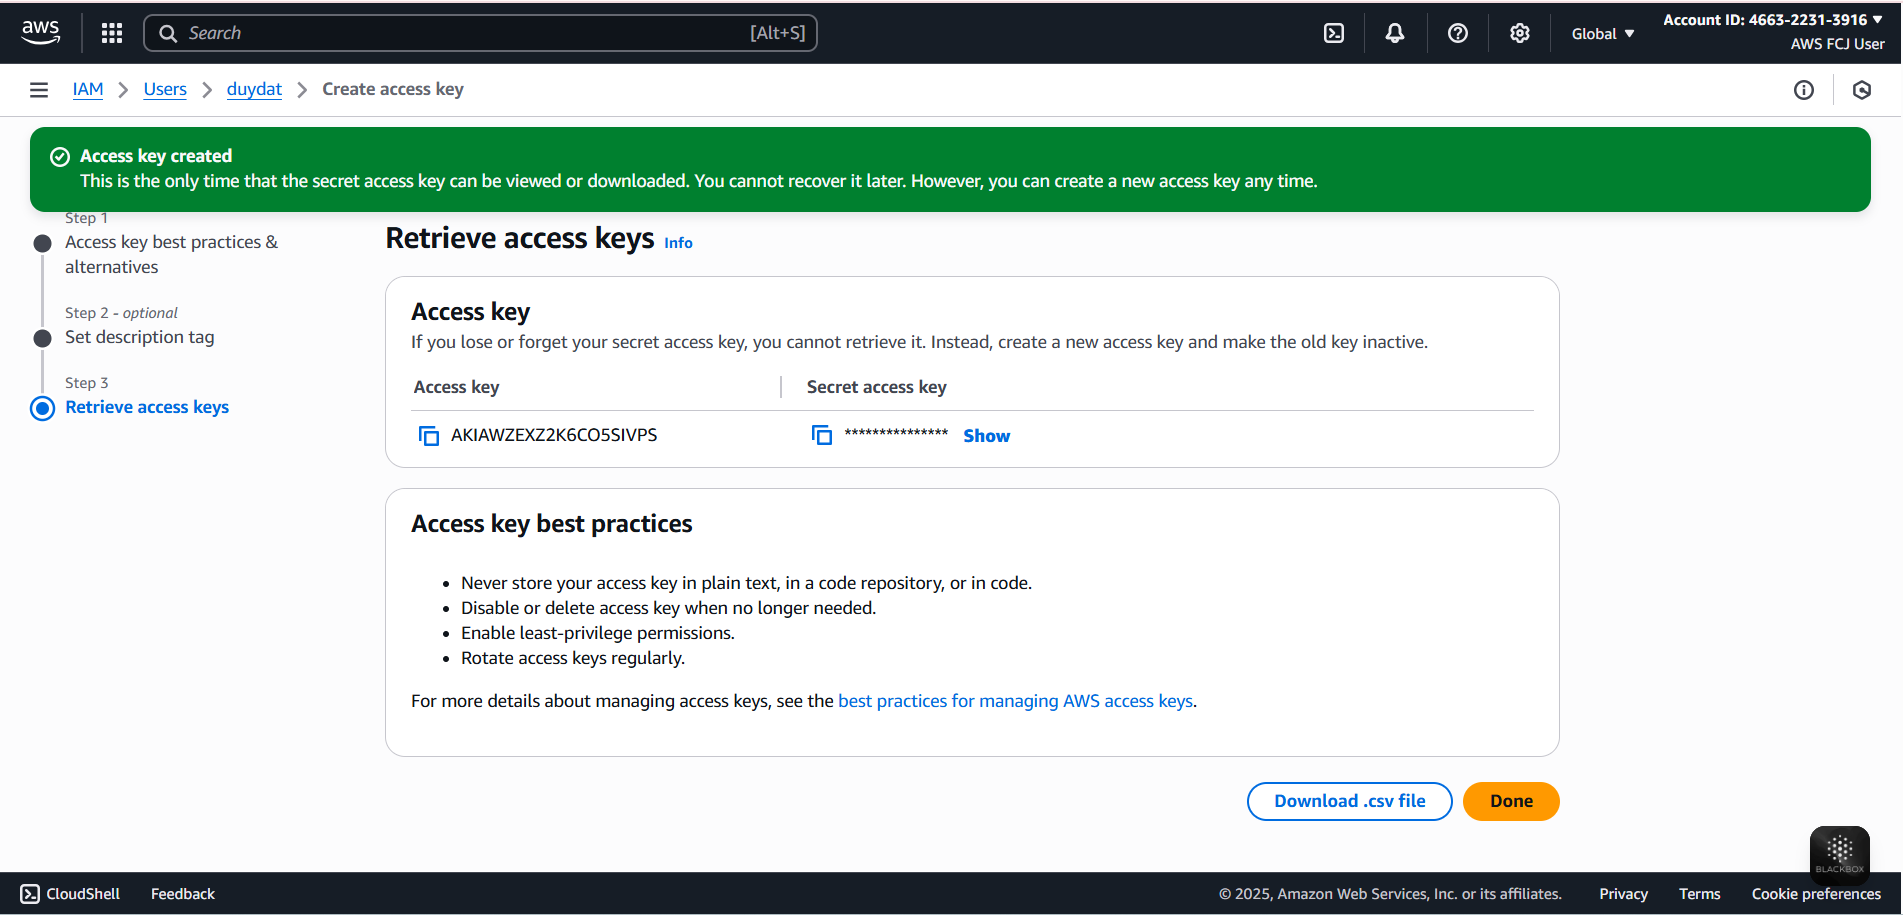 aws
Search [Alt+S]
Global
Account ID: 4663-2231-3916
AWS FCJ User
IAM > Users > duydat > Create access key
Access key created
This is the only time that the secret access key can be viewed or downloaded. You cannot recover it later. However, you can create a new access key any time.
Step 1
Access key best practices &
alternatives
Step 2 - optional
Set description tag
Step 3
Retrieve access keys
Retrieve access keys Info
Access key
If you lose or forget your secret access key, you cannot retrieve it. Instead, create a new access key and make the old key inactive.
Access key Secret access key
AKIAWZEXZ2K6CO5SIVPS *************** Show
Access key best practices
• Never store your access key in plain text, in a code repository, or in code.
• Disable or delete access key when no longer needed.
• Enable least-privilege permissions.
• Rotate access keys regularly.
For more details about managing access keys, see the best practices for managing AWS access keys.
Download .csv file Done
BLACKBOX
CloudShell Feedback © 2025, Amazon Web Services, Inc. or its affiliates. Privacy Terms Cookie preferences